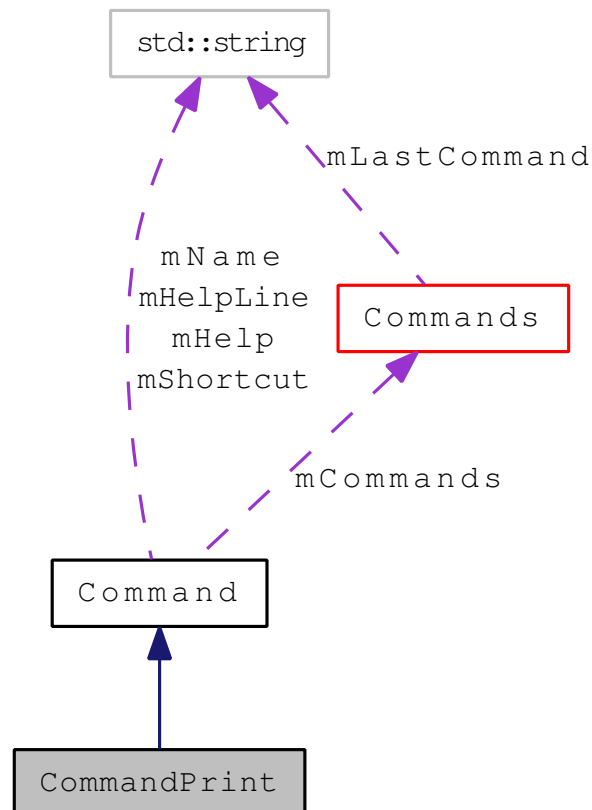 std::string
mLastCommand
mName
mHelpLine
mHelp
mShortcut
Commands
mCommands
Command
CommandPrint